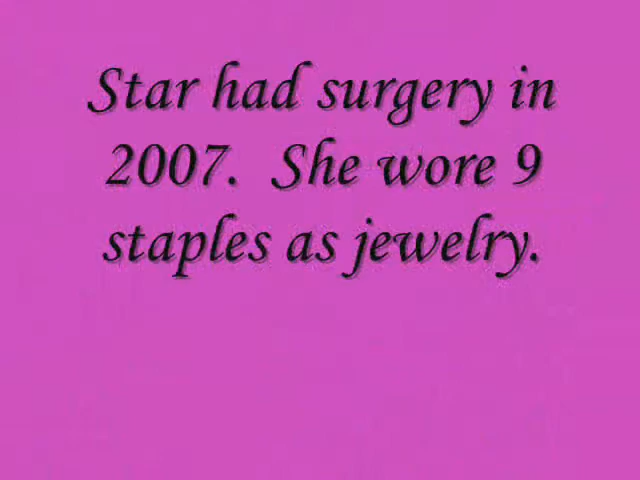 Star had surgery in
2007.  She wore 9
staples as jewelry.